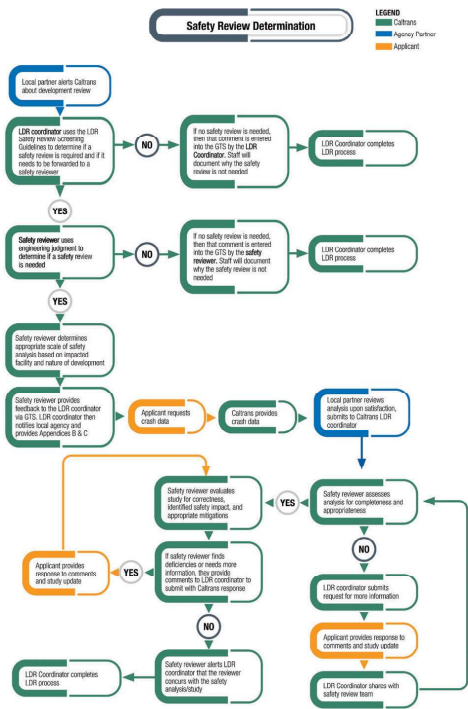 Safety Review Determination
LEGEND
Caltrans
Agency Partner
Applicant
Local partner alerts Caltrans
about development review
LDR coordinator uses the LDR
Safety Review Screening
Guidelines to determine if a
safety review is required and if it
needs to be forwarded to a
safety reviewer
NO
If no safety review is needed,
then that comment is entered
into the GTS by the LDR
Coordinator. Staff will
document why the safety
review is not needed
LDR Coordinator completes
LDR process
YES
Safety reviewer uses
engineering judgment to
determine if a safety review
is needed
NO
If no safety review is needed,
then that comment is entered
into the GTS by the safety
reviewer. Staff will document
why the safety review is not
needed
LDR Coordinator completes
LDR process
YES
Safety reviewer determines
appropriate scale of safety
analysis based on impacted
facility and nature of development
Safety reviewer provides
feedback to the LDR coordinator
via GTS. LDR coordinator then
notifies local agency and
provides Appendices B & C
Applicant requests
crash data
Caltrans provides
crash data
Local partner reviews
analysis upon satisfaction,
submits to Caltrans LDR
coordinator
Safety reviewer evaluates
study for correctness,
identified safety impact, and
appropriate mitigations
YES
Safety reviewer assesses
analysis for completeness and
appropriateness
Applicant provides
response to comments
and study update
YES
If safety reviewer finds
deficiencies or needs more
information, they provide
comments to LDR coordinator to
submit with Caltrans response
NO
LDR coordinator submits
request for more information
NO
Applicant provides response to
comments and study update
LDR Coordinator completes
LDR process
Safety reviewer alerts LDR
coordinator that the reviewer
concurs with the safety
analysis/study
LDR Coordinator shares with
safety review team